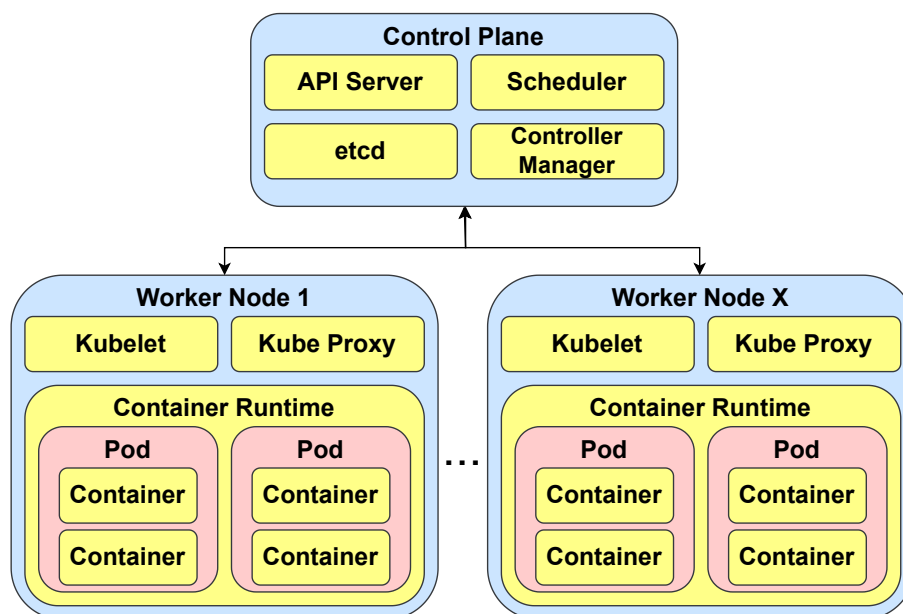 Control Plane
API Server
Scheduler
etcd
Controller
Manager
Worker Node 1
Kubelet
Kube Proxy
Container Runtime
Pod
Container
Container
Pod
Container
Container
...
Worker Node X
Kubelet
Kube Proxy
Container Runtime
Pod
Container
Container
Pod
Container
Container